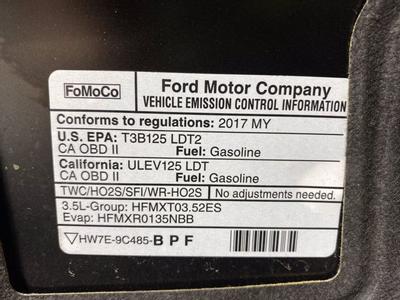 FoMoCo
Ford Motor Company
VEHICLE EMISSION CONTROL INFORMATION
Conforms to regulations: 2017 MY
U.S. EPA: T3B125 LDT2
CA OBD II Fuel: Gasoline
California: ULEV125 LDT
CA OBD II Fuel: Gasoline
TWC/HO2S/SFI/WR-HO2S No adjustments needed.
3.5L-Group: HFMXT03.52ES
Evap: HFMXR0135NBB
HW7E-9C485-B P F